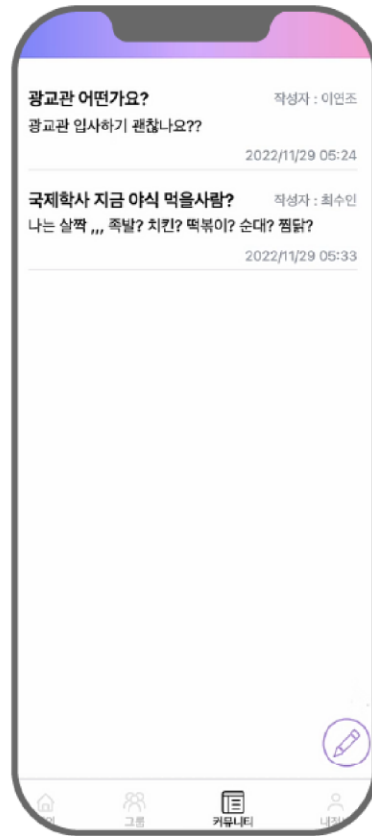 광교관 어떤가요? 작성자 : 이연조
광교관 입사하기 괜찮나요??
2022/11/29 05:24
국제학사 지금 야식 먹을사람? 작성자 : 최수인
나는 살짝 ,,, 족발? 치킨? 떡볶이? 순대? 찜닭?
2022/11/29 05:33
그룹 커뮤니티